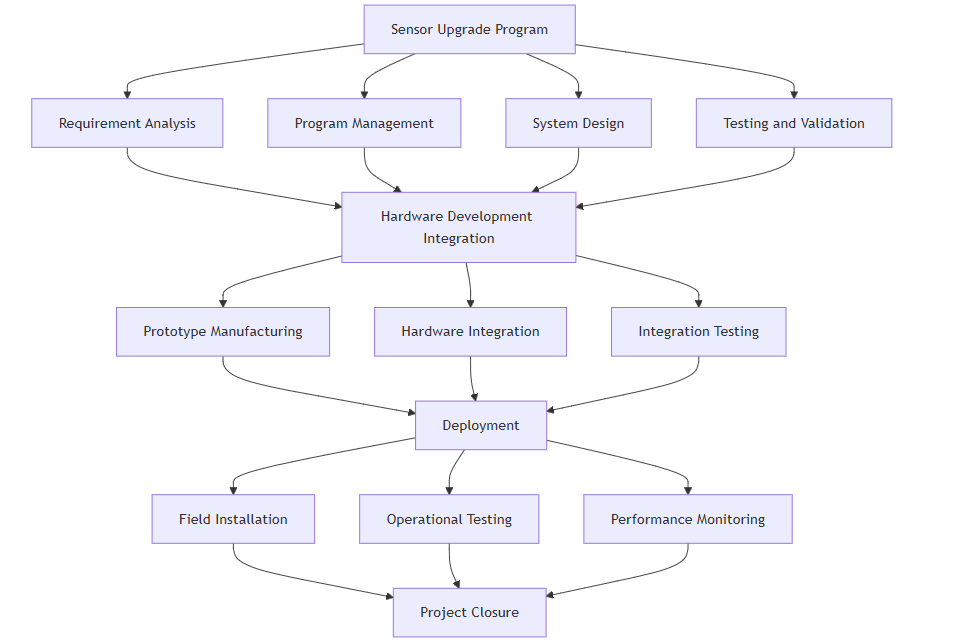 Sensor Upgrade Program
Requirement Analysis
Program Management
System Design
Testing and Validation
Hardware Development
Integration
Prototype Manufacturing
Hardware Integration
Integration Testing
Deployment
Field Installation
Operational Testing
Performance Monitoring
Project Closure